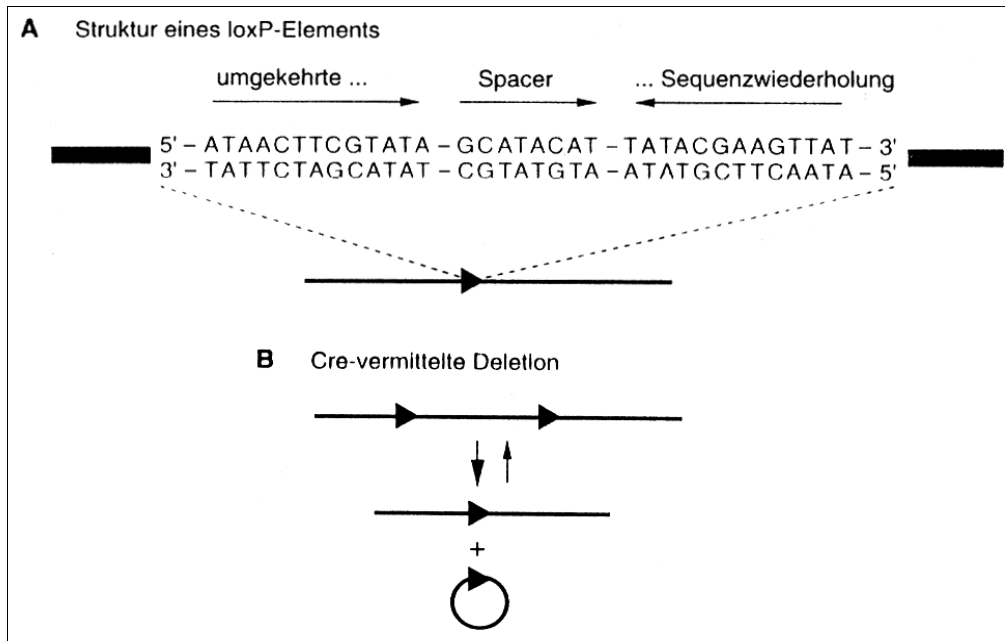 A Struktur eines loxP-Elements
umgekehrte ... Spacer ... Sequenzwiederholung
5' – ATAACTTCGTATA – GCATACAT – TATACGAAGTTAT – 3'
3' – TATTCTAGCATAT – CGTATGTA – ATATGCTTCAATA – 5'
B Cre-vermittelte Deletion
+